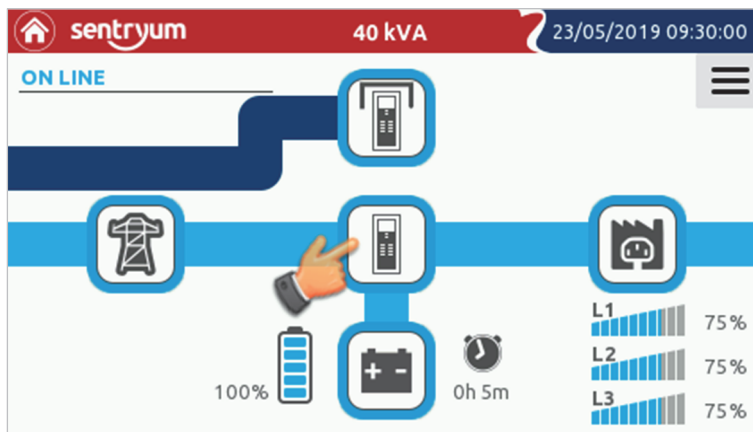 sentryum 40 kVA 23/05/2019 09:30:00
ON LINE
L1 75%
L2 75%
100% 0h 5m
L3 75%